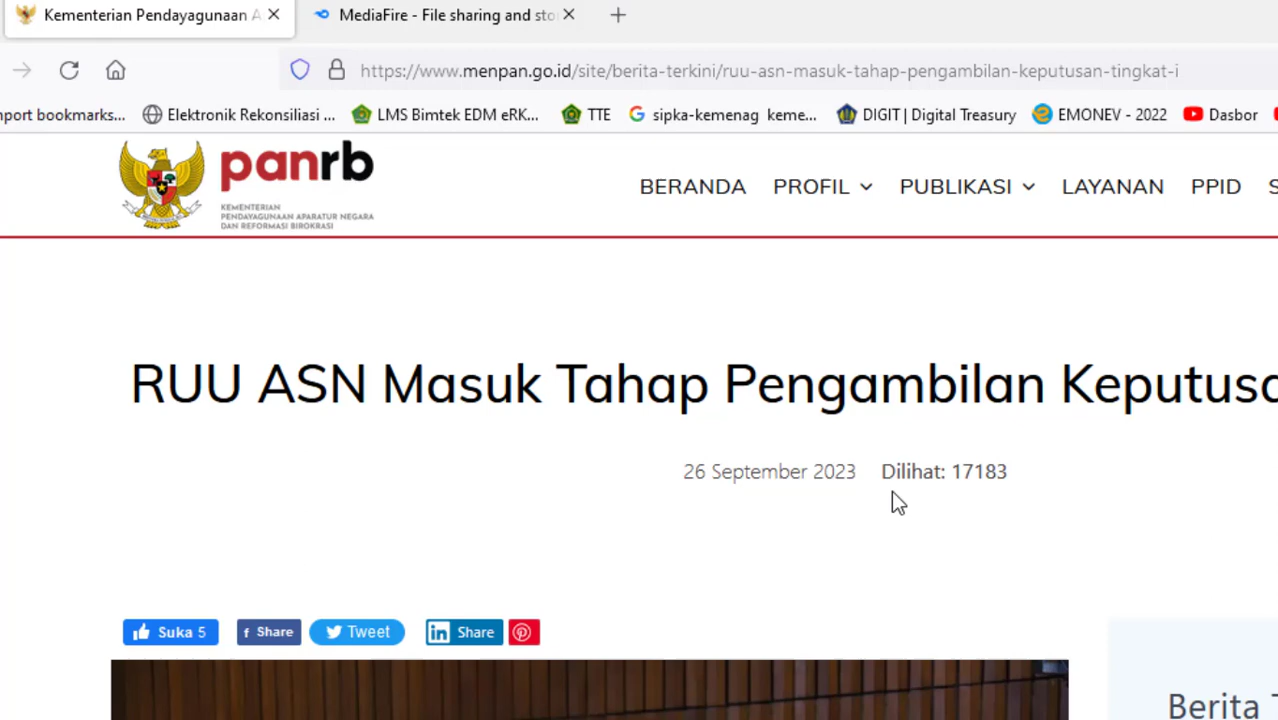 Kementerian Pendayagunaan A
MediaFire - File sharing and sto
https://www.menpan.go.id/site/berita-terkini/ruu-asn-masuk-tahap-pengambilan-keputusan-tingkat-i
nport bookmarks... Elektronik Rekonsiliasi ... LMS Bimtek EDM eRK... TTE sipka-kemenag keme... DIGIT | Digital Treasury EMONEV - 2022 Dasbor
panrb
KEMENTERIAN
PENDAYAGUNAAN APARATUR NEGARA
DAN REFORMASI BIROKRASI
BERANDA PROFIL PUBLIKASI LAYANAN PPID S
RUU ASN Masuk Tahap Pengambilan Keputusa
26 September 2023 Dilihat: 17183
Suka 5 f Share Tweet in Share
Berita T